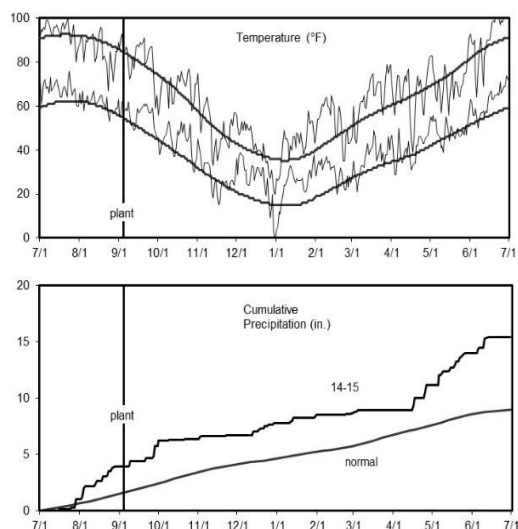 100
Temperature (°F)
80
60
40
20
plant
0
7/1 8/1 9/1 10/1 11/1 12/1 1/1 2/1 3/1 4/1 5/1 6/1 7/1
20
Cumulative
Precipitation (in.)
15
14-15
10
plant
5
normal
0
7/1 8/1 9/1 10/1 11/1 12/1 1/1 2/1 3/1 4/1 5/1 6/1 7/1